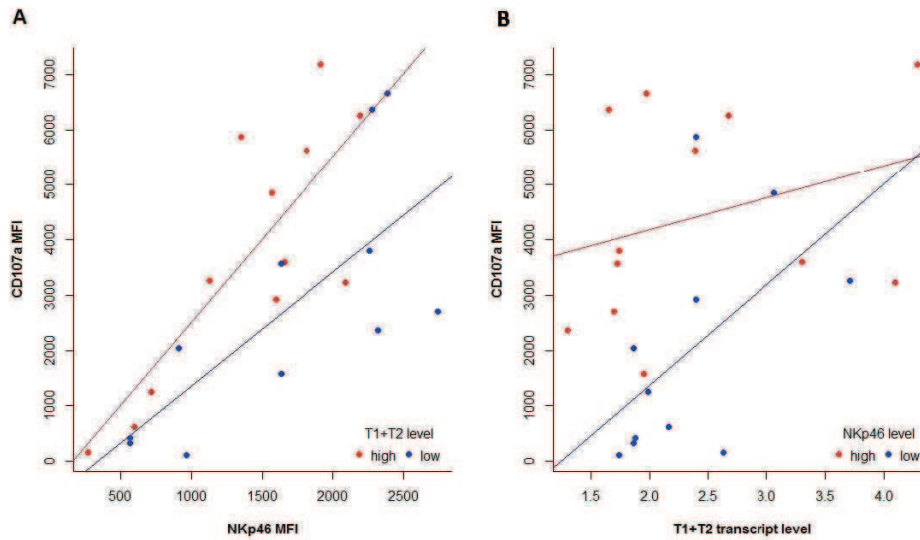 A
CD107a MFI
7000
6000
5000
4000
3000
2000
1000
0
T1+T2 level
high low
500 1000 1500 2000 2500
NKp46 MFI
B
CD107a MFI
7000
6000
5000
4000
3000
2000
1000
0
NKp46 level
high low
1.5 2.0 2.5 3.0 3.5 4.0
T1+T2 transcript level